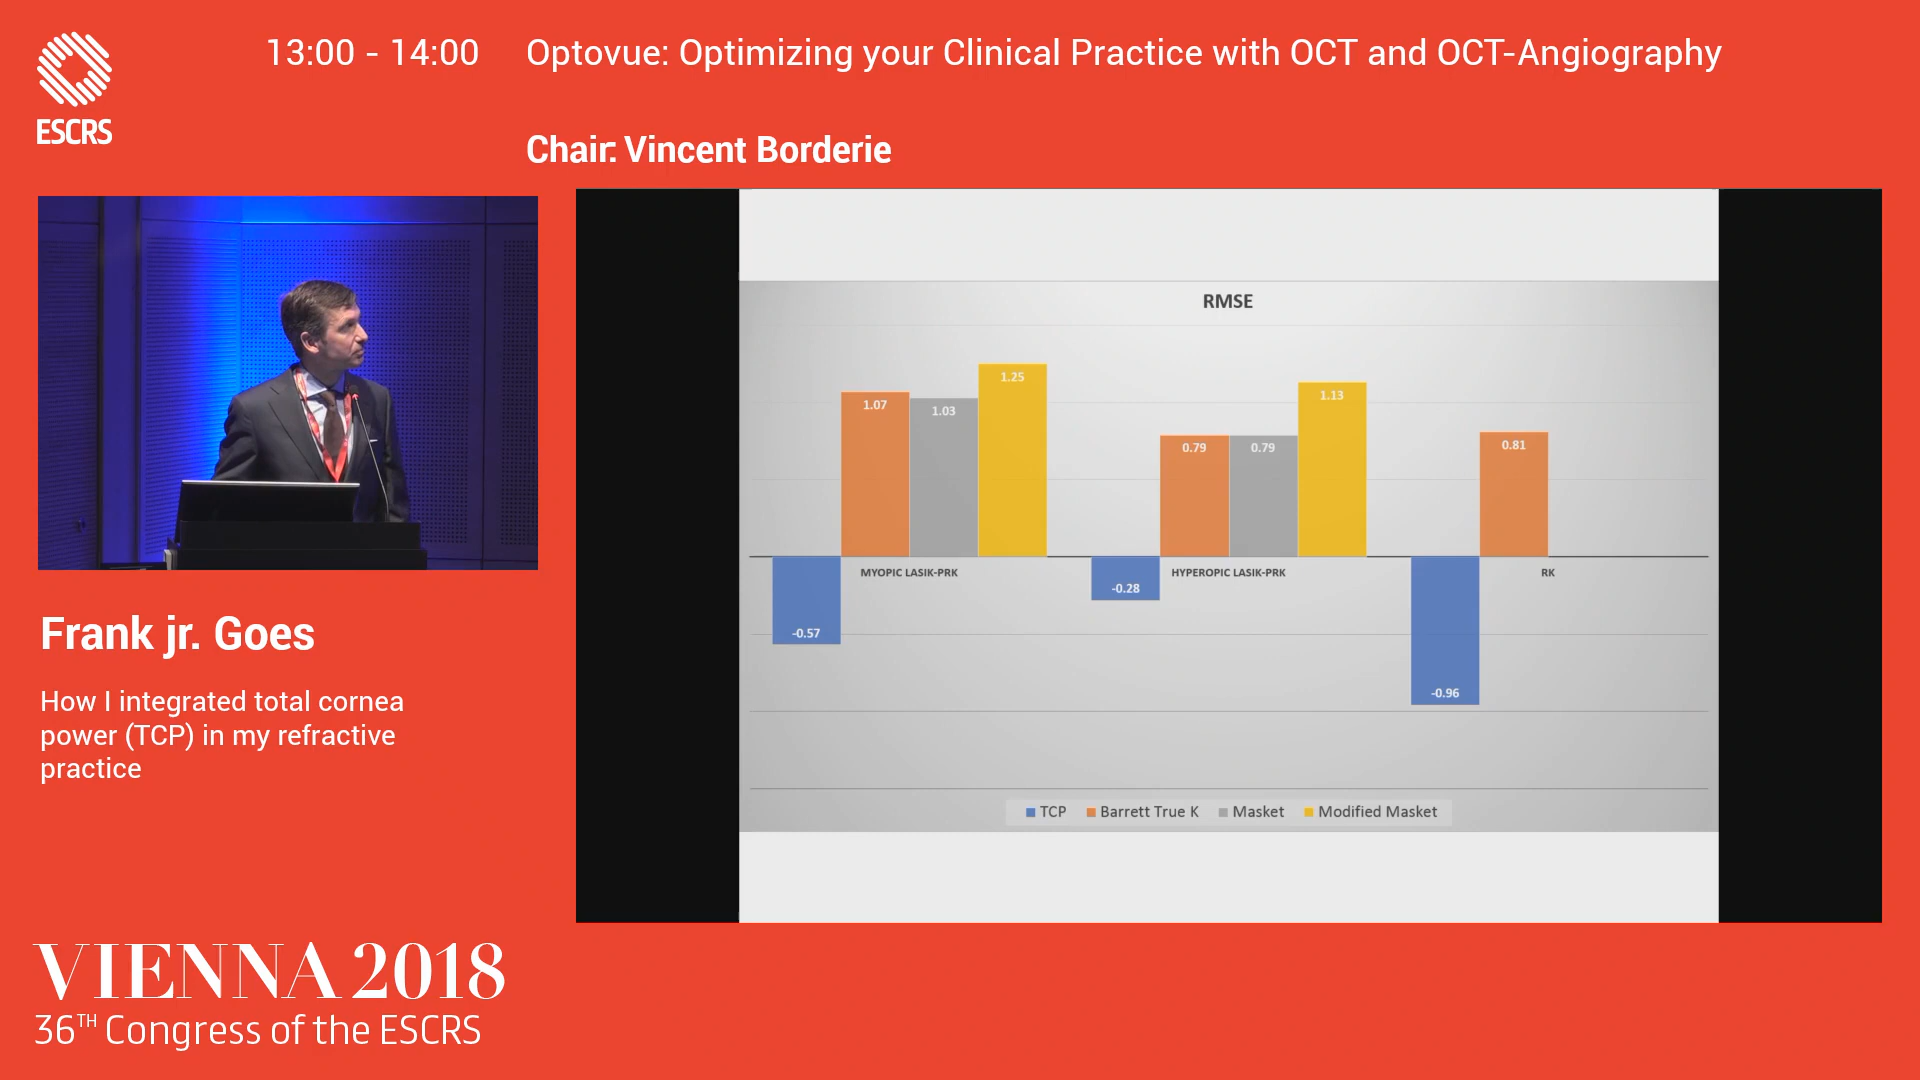 ESCRS
13:00 - 14:00 Optovue: Optimizing your Clinical Practice with OCT and OCT-Angiography
Chair: Vincent Borderie
RMSE
1.07
1.03
1.25
0.79
0.79
1.13
0.81
MYOPIC LASIK-PRK
HYPEROPIC LASIK-PRK
RK
-0.57
-0.28
-0.96
TCP Barrett True K Masket Modified Masket
Frank jr. Goes
How I integrated total cornea
power (TCP) in my refractive
practice
VIENNA 2018
36TH Congress of the ESCRS